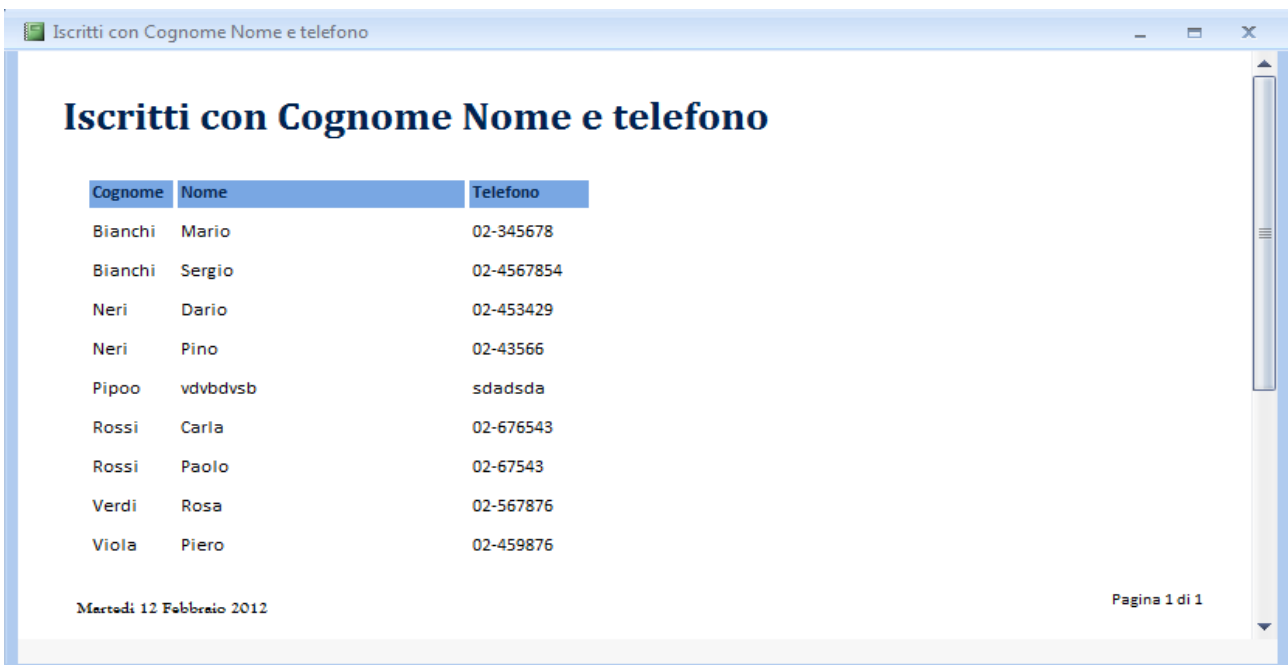 Iscritti con Cognome Nome e telefono
Iscritti con Cognome Nome e telefono
Cognome Nome Telefono
Bianchi Mario 02-345678
Bianchi Sergio 02-4567854
Neri Dario 02-453429
Neri Pino 02-43566
Pipoo vdvbdvsb sdadsda
Rossi Carla 02-676543
Rossi Paolo 02-67543
Verdi Rosa 02-567876
Viola Piero 02-459876
Martedi 12 Febbraio 2012
Pagina 1 di 1